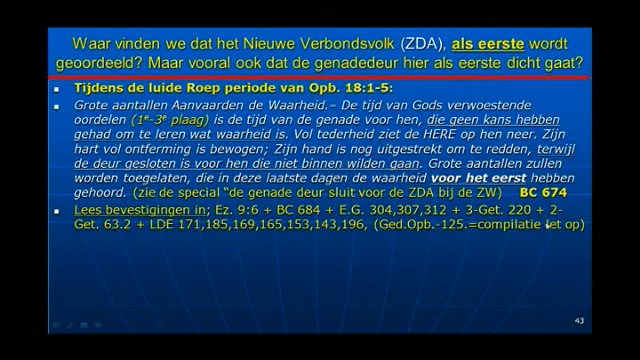 Waar vinden we dat het Nieuwe Verbondsvolk (ZDA), als eerste wordt
geoordeeld? Maar vooral ook dat de genadedeur hier als eerste dicht gaat?
Tijdens de luide Roep periode van Opb. 18:1-5:
Grote aantallen Aanvaarden de Waarheid.– De tijd van Gods verwoestende
oordelen (1e-3e plaag) is de tijd van de genade voor hen, die geen kans hebben
gehad om te leren wat waarheid is. Vol tederheid ziet de HERE op hen neer. Zijn
hart vol ontferming is bewogen; Zijn hand is nog uitgestrekt om te redden, terwijl
de deur gesloten is voor hen die niet binnen wilden gaan. Grote aantallen zullen
worden toegelaten, die in deze laatste dagen de waarheid voor het eerst hebben
gehoord. (zie de special "de genade deur sluit voor de ZDA bij de ZW) BC 674
Lees bevestigingen in; Ez. 9:6 + BC 684 + E.G. 304,307,312 + 3-Get. 220 + 2-
Get. 63.2 + LDE 171,185,169,165,153,143,196, (Ged.Opb.-125.=compilatie let op)
43